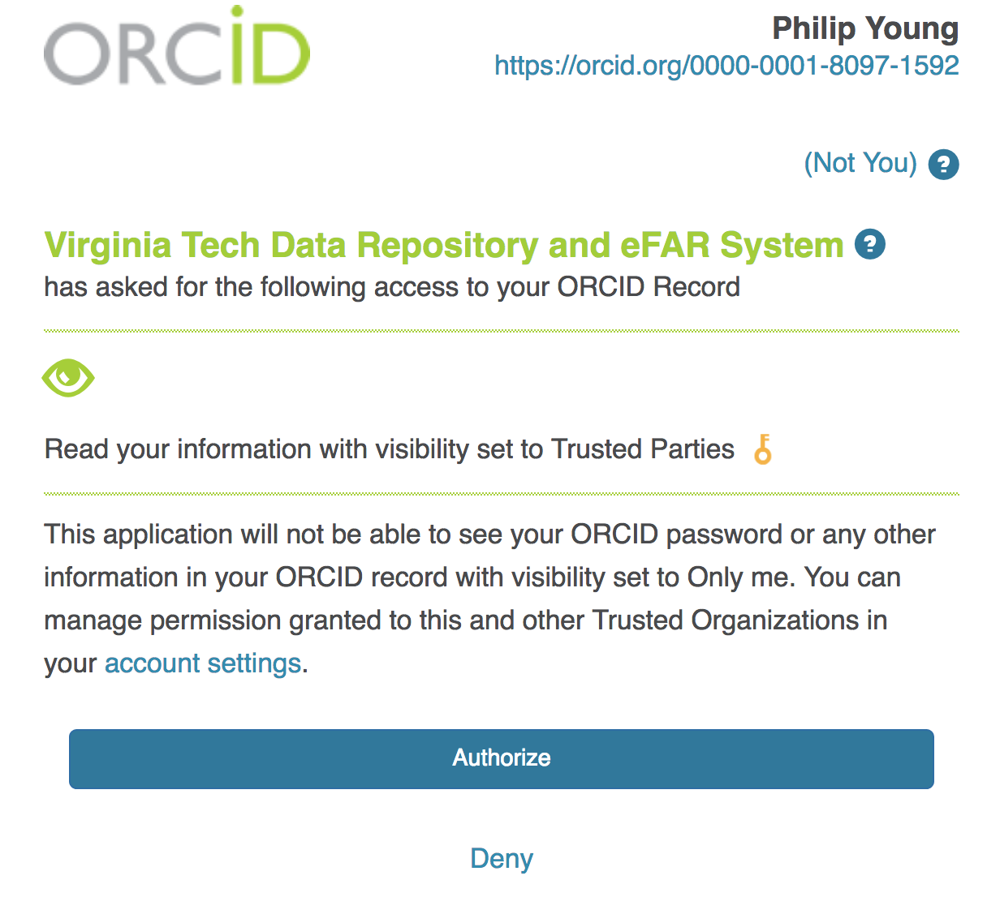 ORCID
Philip Young
https://orcid.org/0000-0001-8097-1592
(Not You) ?
Virginia Tech Data Repository and eFAR System ?
has asked for the following access to your ORCID Record
Read your information with visibility set to Trusted Parties
This application will not be able to see your ORCID password or any other
information in your ORCID record with visibility set to Only me. You can
manage permission granted to this and other Trusted Organizations in
your account settings.
Authorize
Deny